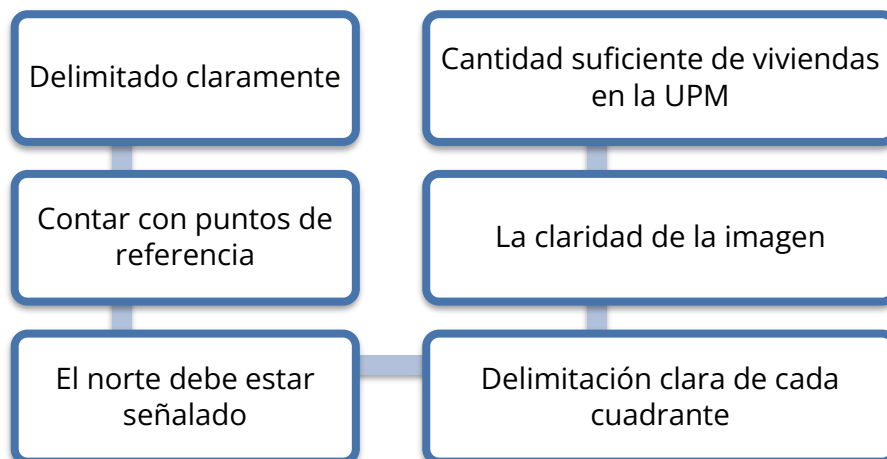 Delimitado claramente
Contar con puntos de
referencia
El norte debe estar
señalado
Delimitación clara de cada
cuadrante
La claridad de la imagen
Cantidad suficiente de viviendas
en la UPM